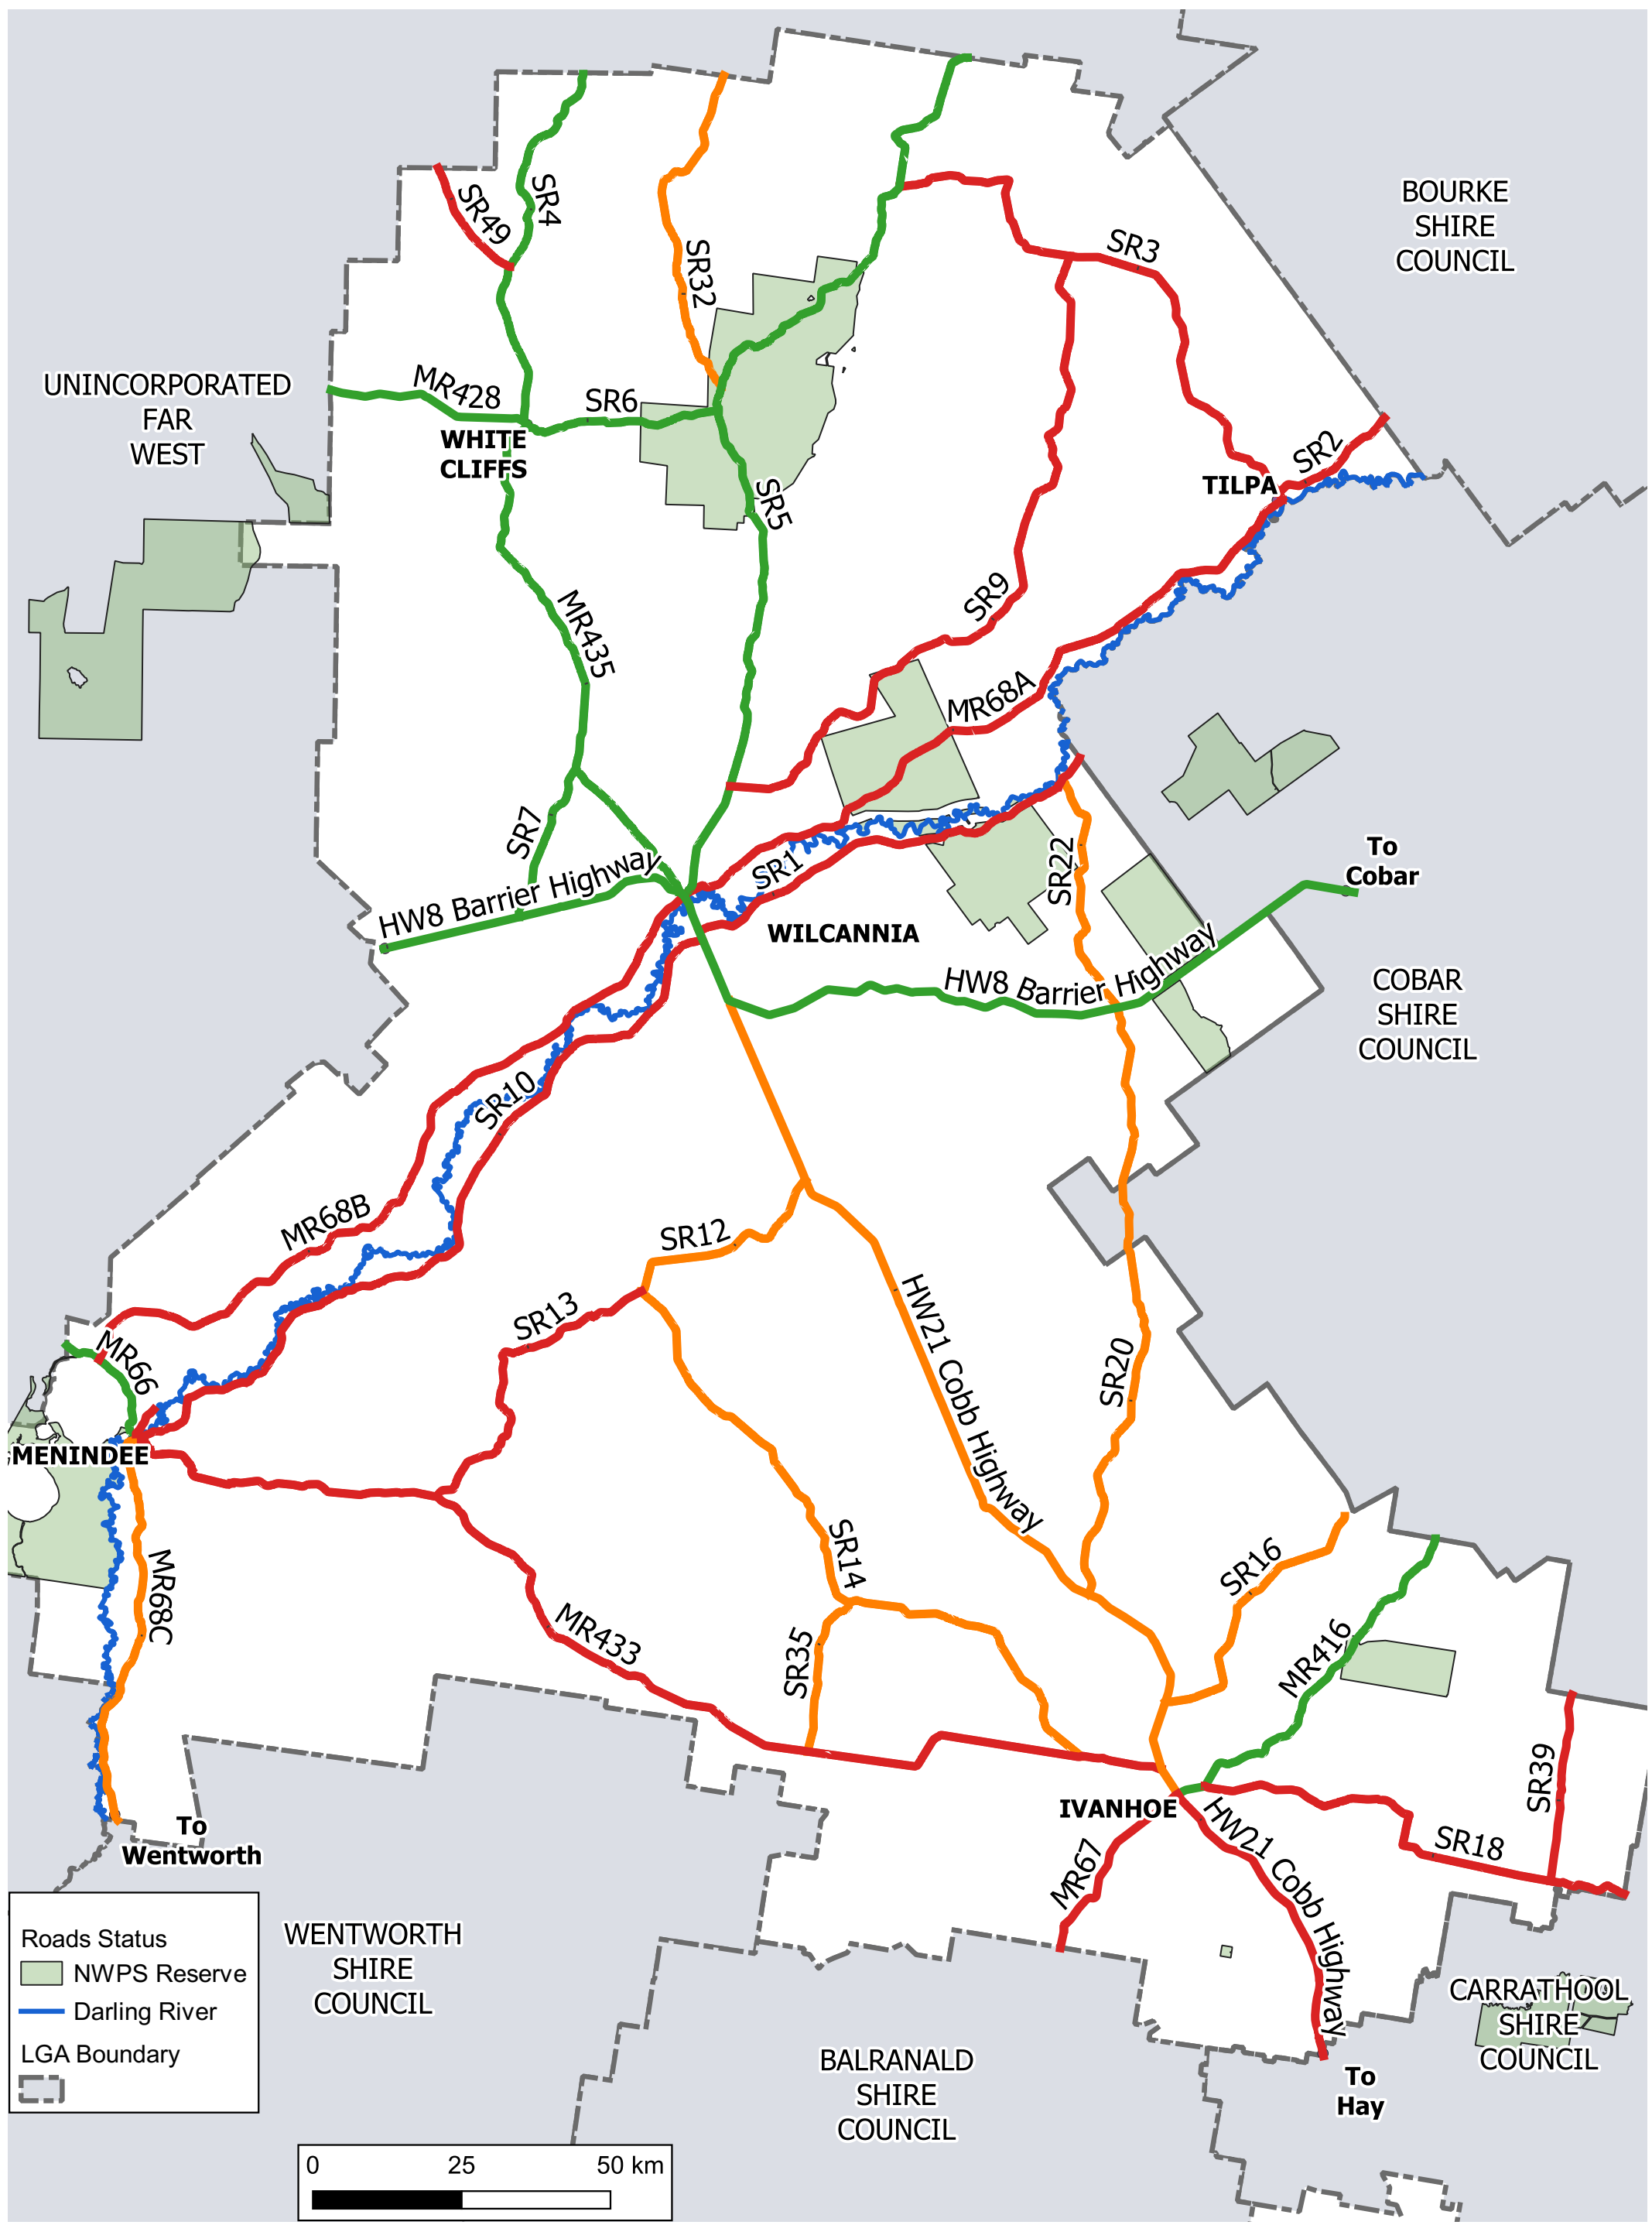 BOURKE
SHIRE
COUNCIL
SR49
SR4
SR32
SR3
UNINCORPORATED
FAR
WEST
MR428
SR6
WHITE
CLIFFS
SR5
TILPA
SR2
MR435
SR9
MR68A
SR7
HW8 Barrier Highway
SR1
SR22
To
Cobar
WILCANNIA
HW8 Barrier Highway
COBAR
SHIRE
COUNCIL
SR10
MR68B
SR12
SR13
HW21 Cobb Highway
SR20
MR66
MENINDEE
MR68C
SR14
SR16
MR433
SR35
MR416
SR39
IVANHOE
HW21 Cobb Highway
SR18
MR67
To
Wentworth
Roads Status
NWPS Reserve
Darling River
LGA Boundary
WENTWORTH
SHIRE
COUNCIL
BALRANALD
SHIRE
COUNCIL
CARRATHOOL
SHIRE
COUNCIL
To
Hay
0 25 50 km